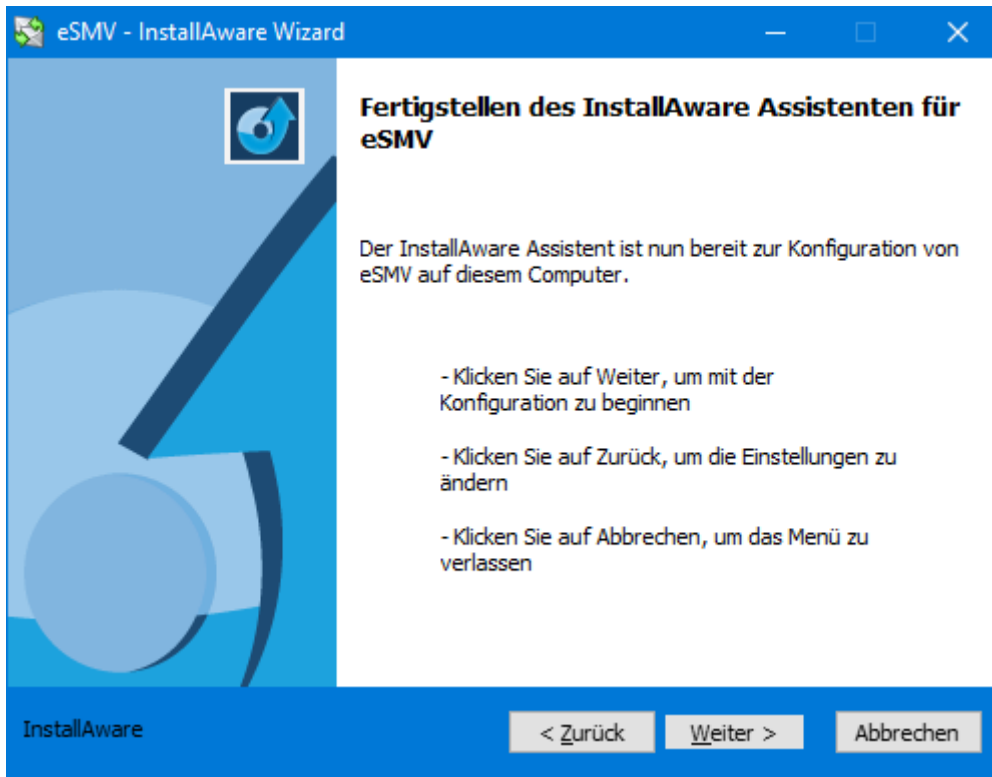 eSMV - InstallAware Wizard
Fertigstellen des InstallAware Assistenten für
eSMV
Der InstallAware Assistent ist nun bereit zur Konfiguration von
eSMV auf diesem Computer.
- Klicken Sie auf Weiter, um mit der
Konfiguration zu beginnen
- Klicken Sie auf Zurück, um die Einstellungen zu
ändern
- Klicken Sie auf Abbrechen, um das Menü zu
verlassen
InstallAware
< Zurück
Weiter >
Abbrechen